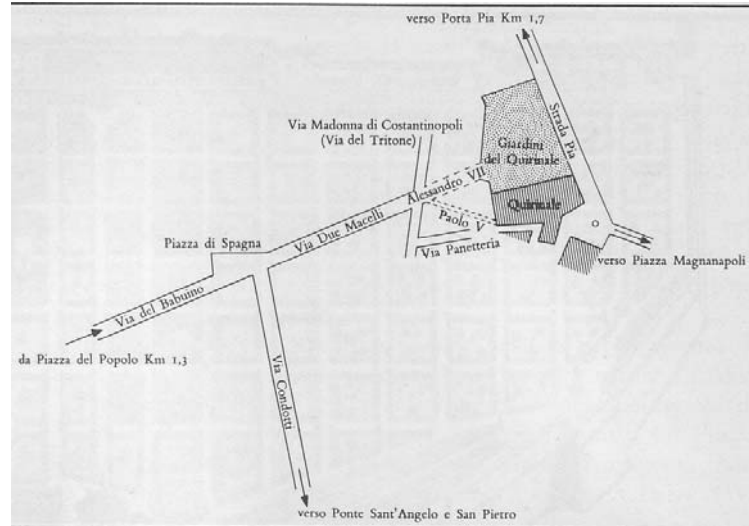 verso Porta Pia Km 1,7
Via Madonna di Costantinopoli
(Via del Tritone)
Strada Pia
Giardini
del Quirinale
Alessandro VII
Quirinale
Paolo V
Via Due Macelli
Piazza di Spagna
Via Panetteria
verso Piazza Magnanapoli
Via del Babuino
da Piazza del Popolo Km 1,3
Via Condotti
verso Ponte Sant'Angelo e San Pietro